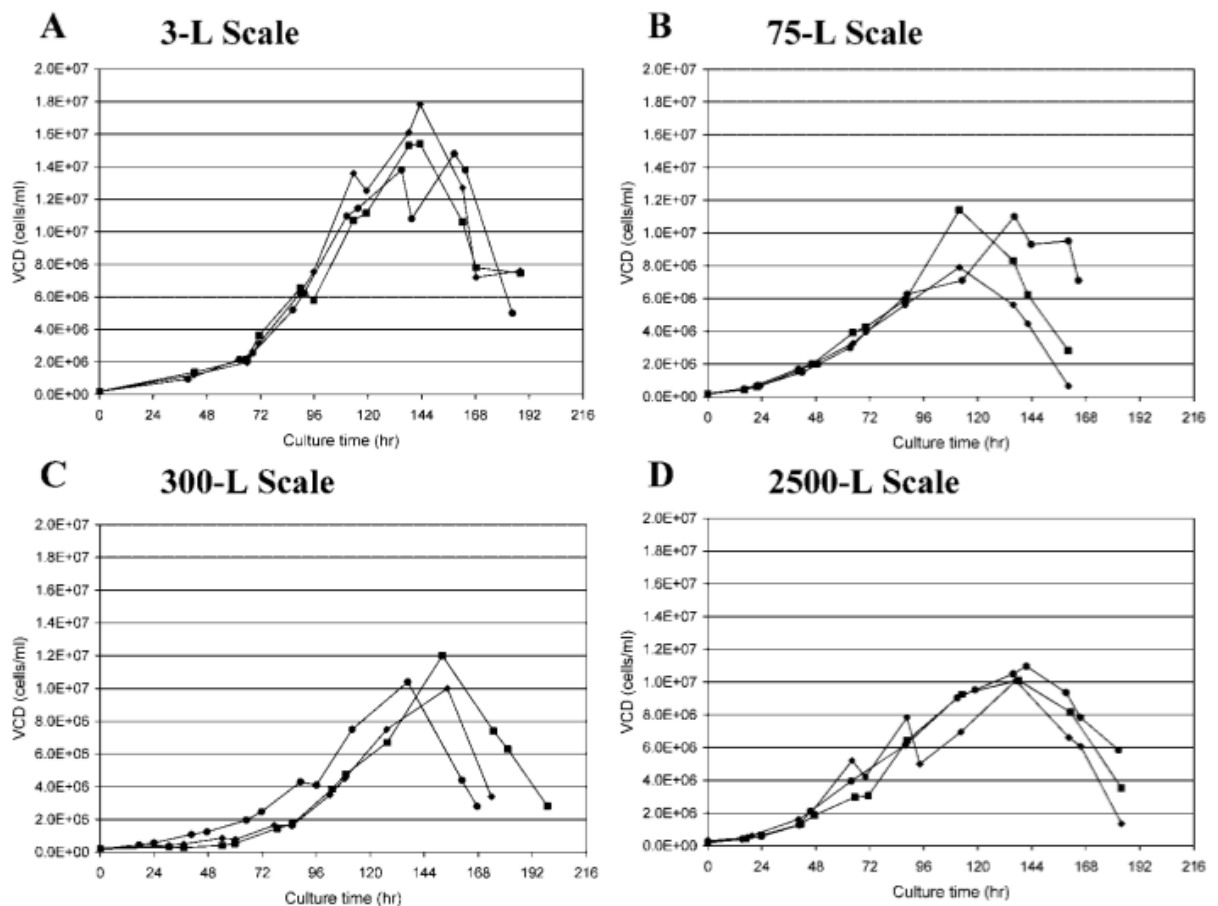 A
3-L Scale
2.0E+07
1.8E+07
1.6E+07
1.4E+07
1.2E+07
1.0E+07
8.0E+06
6.0E+06
4.0E+06
2.0E+06
0.0E+00
VCD (cells/ml)
0 24 48 72 96 120 144 168 192 216
Culture time (hr)
B
75-L Scale
2.0E+07
1.8E+07
1.6E+07
1.4E+07
1.2E+07
1.0E+07
8.0E+06
6.0E+06
4.0E+06
2.0E+06
0.0E+00
VCD (cells/ml)
0 24 48 72 96 120 144 168 192 216
Culture time (hr)
C
300-L Scale
2.0E+07
1.8E+07
1.6E+07
1.4E+07
1.2E+07
1.0E+07
8.0E+06
6.0E+05
4.0E+06
2.0E+05
0.0E+00
VCD (cells/ml)
0 24 48 72 96 120 144 168 192 216
Culture time (hr)
D
2500-L Scale
2.0E+07
1.8E+07
1.6E+07
1.4E+07
1.2E+07
1.0E+07
8.0E+06
6.0E+06
4.0E+06
2.0E+06
0.0E+00
VCD (cells/ml)
0 24 48 72 96 120 144 168 192 216
Culture time (hr)